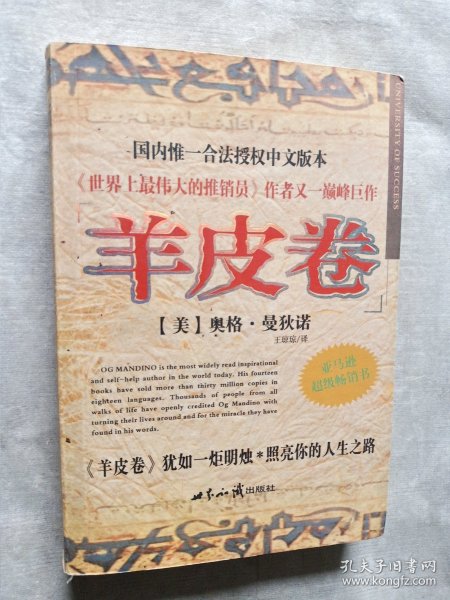 UNIVERSITY OF SUCCESS
国内惟一合法授权中文版本
《世界上最伟大的推销员》作者又一巅峰巨作
「羊皮卷」
【美】奥格·曼狄诺
王琼琼/译
亚马逊
超级畅销书
OG MANDINO is the most widely read inspirational
and self-help author in the world today. His fourteen
books have sold more than thirty million copies in
eighteen languages. Thousands of people from all
walks of life have openly credited Og Mandino with
turning their lives around and for the miracle they have
found in his words.
《羊皮卷》犹如一炬明烛*照亮你的人生之路
世界知识出版社
孔夫子旧书网
www.kongfz.com